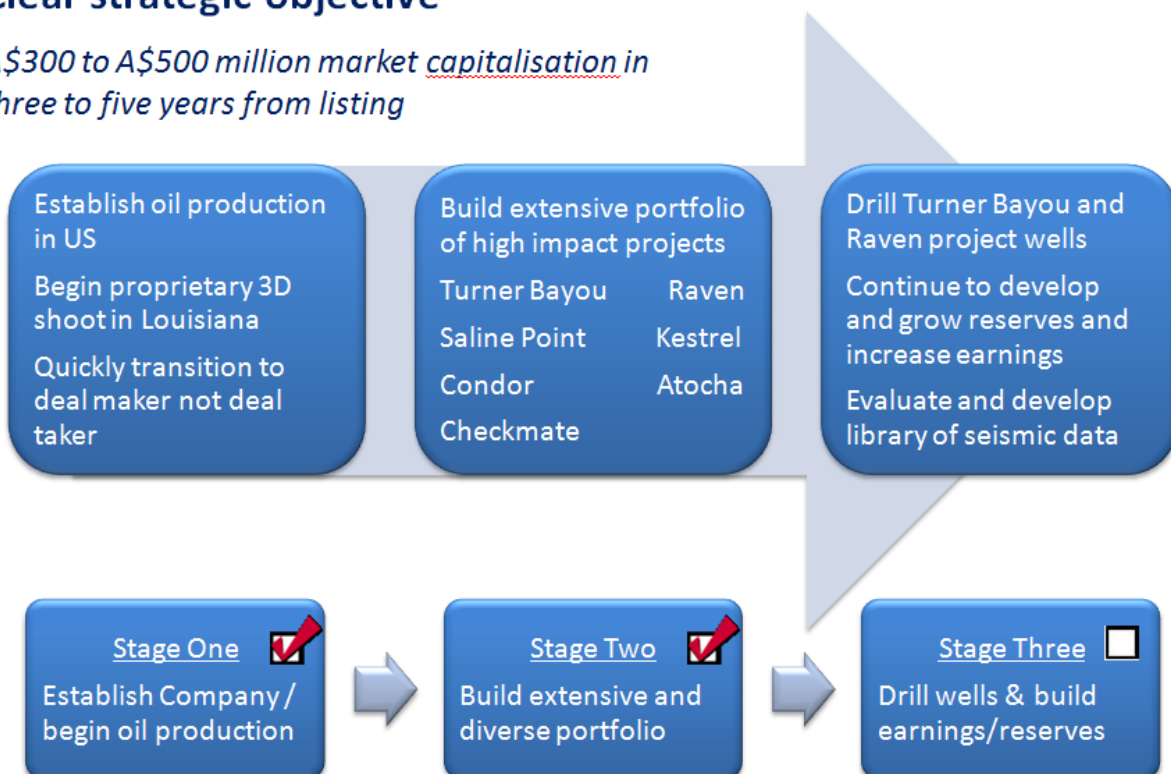 clear strategic objective
A$300 to A$500 million market capitalisation in
three to five years from listing
Establish oil production
in US
Begin proprietary 3D
shoot in Louisiana
Quickly transition to
deal maker not deal
taker
Build extensive portfolio
of high impact projects
Turner Bayou Raven
Saline Point Kestrel
Condor Atocha
Checkmate
Drill Turner Bayou and
Raven project wells
Continue to develop
and grow reserves and
increase earnings
Evaluate and develop
library of seismic data
Stage One
Establish Company /
begin oil production
Stage Two
Build extensive and
diverse portfolio
Stage Three
Drill wells & build
earnings/reserves